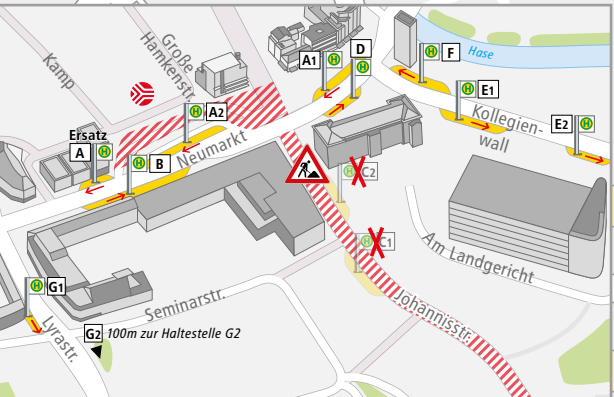 Kamp
Große
Hamkenstr.
A1
H
D
H
H
F
Hase
H
E1
Kollegien-
wall
E2
H
H
A2
Ersatz
A
H
H
B
Neumarkt
H
C2
H
C1
Am Landgericht
Johannisstr.
H
G1
Seminarstr.
Lyrastr.
G2 100m zur Haltestelle G2